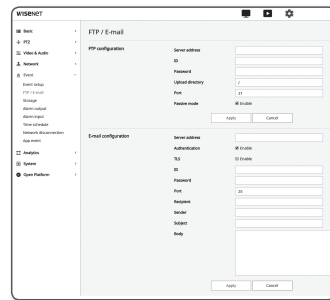 WISENET
Basic
PTZ
Video & Audio
Network
Event
Event setup
FTP / E-mail
Storage
Alarm output
Alarm input
Time schedule
Network disconnection
App event
Analytics
System
Open Platform
FTP / E-mail
FTP configuration
Server address
ID
Password
Upload directory /
Port 21
Passive mode Enable
Apply Cancel
E-mail configuration
Server address
Authentication Enable
TLS Enable
ID
Password
Port 25
Recipient
Sender
Subject
Body
Apply Cancel